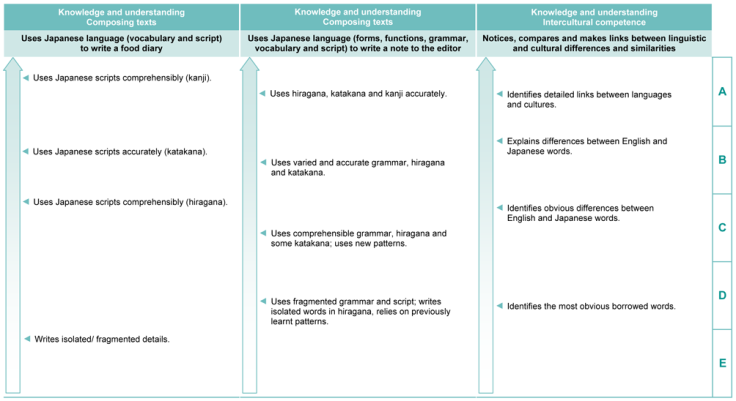 Knowledge and understanding
Composing texts
Knowledge and understanding
Composing texts
Knowledge and understanding
Intercultural competence
Uses Japanese language (vocabulary and script)
to write a food diary
Uses Japanese language (forms, functions, grammar,
vocabulary and script) to write a note to the editor
Notices, compares and makes links between linguistic
and cultural differences and similarities
Uses Japanese scripts comprehensibly (kanji).
Uses Japanese scripts accurately (katakana).
Uses Japanese scripts comprehensibly (hiragana).
Writes isolated/ fragmented details.
Uses hiragana, katakana and kanji accurately.
Uses varied and accurate grammar, hiragana
and katakana.
Uses comprehensible grammar, hiragana and
some katakana; uses new patterns.
Uses fragmented grammar and script; writes
isolated words in hiragana, relies on previously
learnt patterns.
Identifies detailed links between languages
and cultures.
Explains differences between English and
Japanese words.
Identifies obvious differences between
English and Japanese words.
Identifies the most obvious borrowed words.
A
B
C
D
E